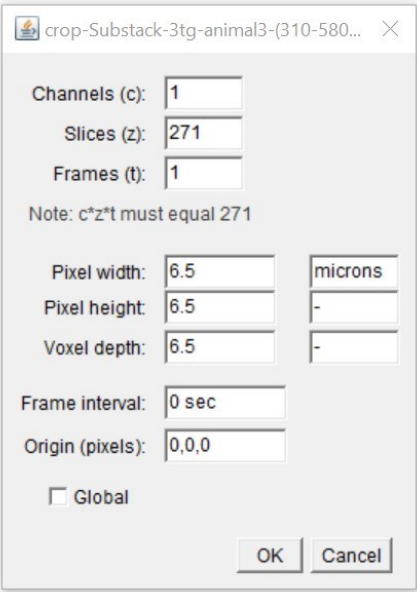 crop-Substack-3tg-animal3-(310-580...
Channels (c): 1
Slices (z): 271
Frames (t): 1
Note: c*z*t must equal 271
Pixel width: 6.5 microns
Pixel height: 6.5 -
Voxel depth: 6.5 -
Frame interval: 0 sec
Origin (pixels): 0,0,0
Global
OK Cancel